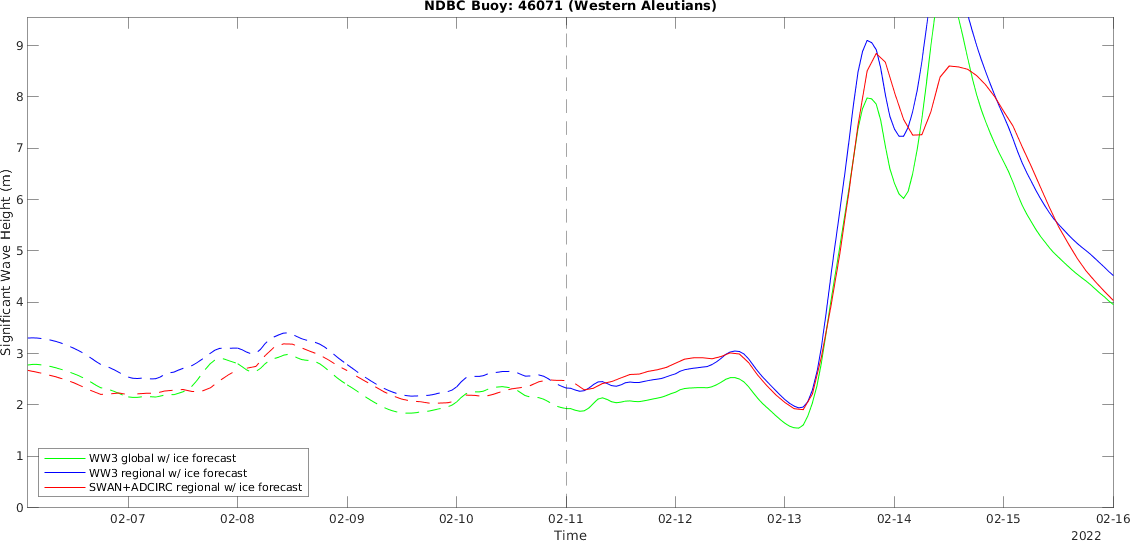 NDBC Buoy: 46071 (Western Aleutians)
Significant Wave Height (m)
9
8
7
6
5
4
3
2
1
0
WW3 global w/ ice forecast
WW3 regional w/ ice forecast
SWAN+ADCIRC regional w/ ice forecast
02-07 02-08 02-09 02-10 02-11 02-12 02-13 02-14 02-15 02-16
Time
2022